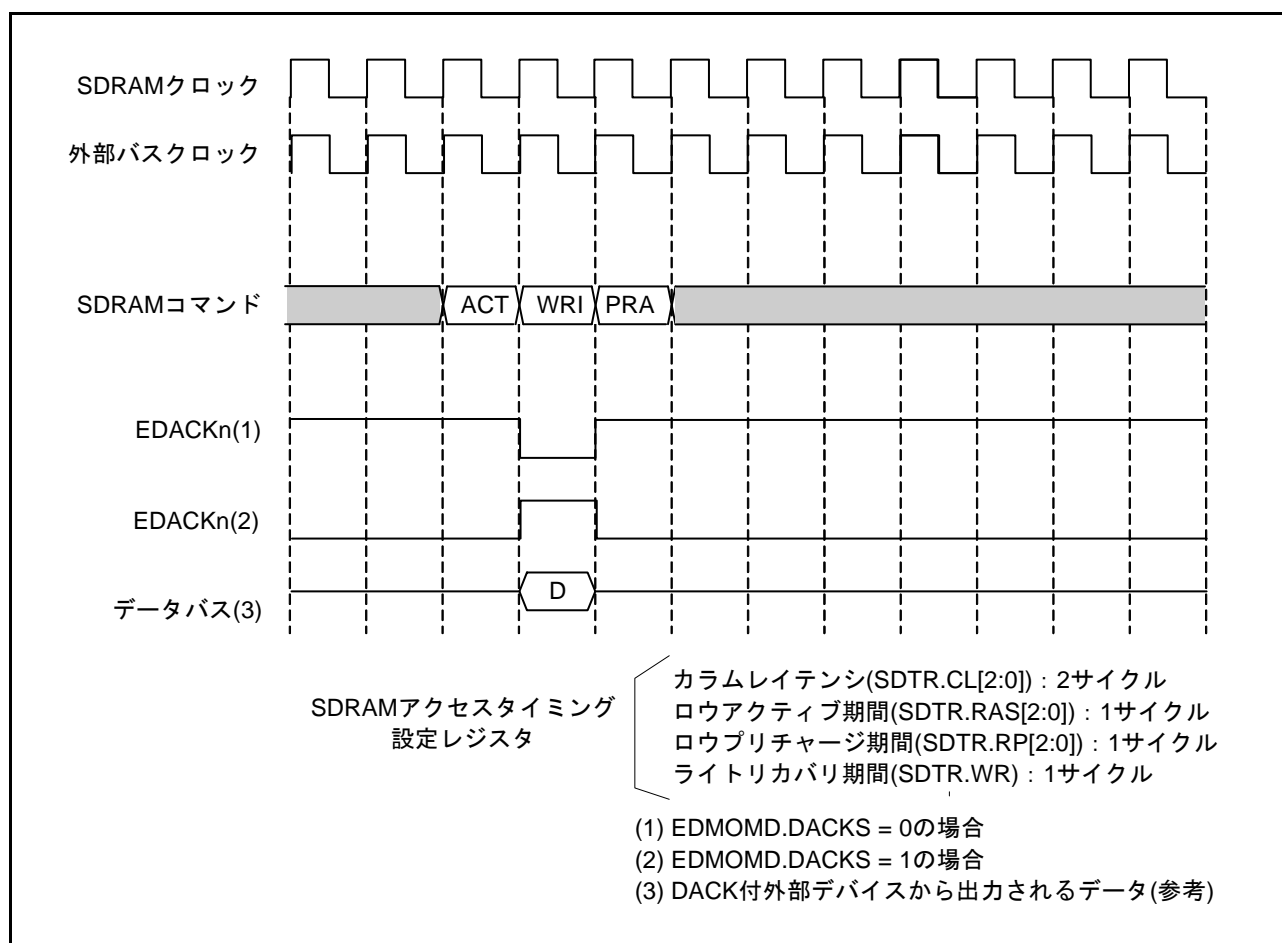 SDRAMクロック
外部バスクロック
SDRAMコマンド
ACT WRI PRA
EDACKn(1)
EDACKn(2)
データバス(3)
D
SDRAMアクセスタイミング
設定レジスタ
カラムレイテンシ(SDTR.CL[2:0])：2サイクル
ロウアクティブ期間(SDTR.RAS[2:0])：1サイクル
ロウプリチャージ期間(SDTR.RP[2:0])：1サイクル
ライトリカバリ期間(SDTR.WR)：1サイクル
(1) EDMOMD.DACKS = 0の場合
(2) EDMOMD.DACKS = 1の場合
(3) DACK付外部デバイスから出力されるデータ(参考)